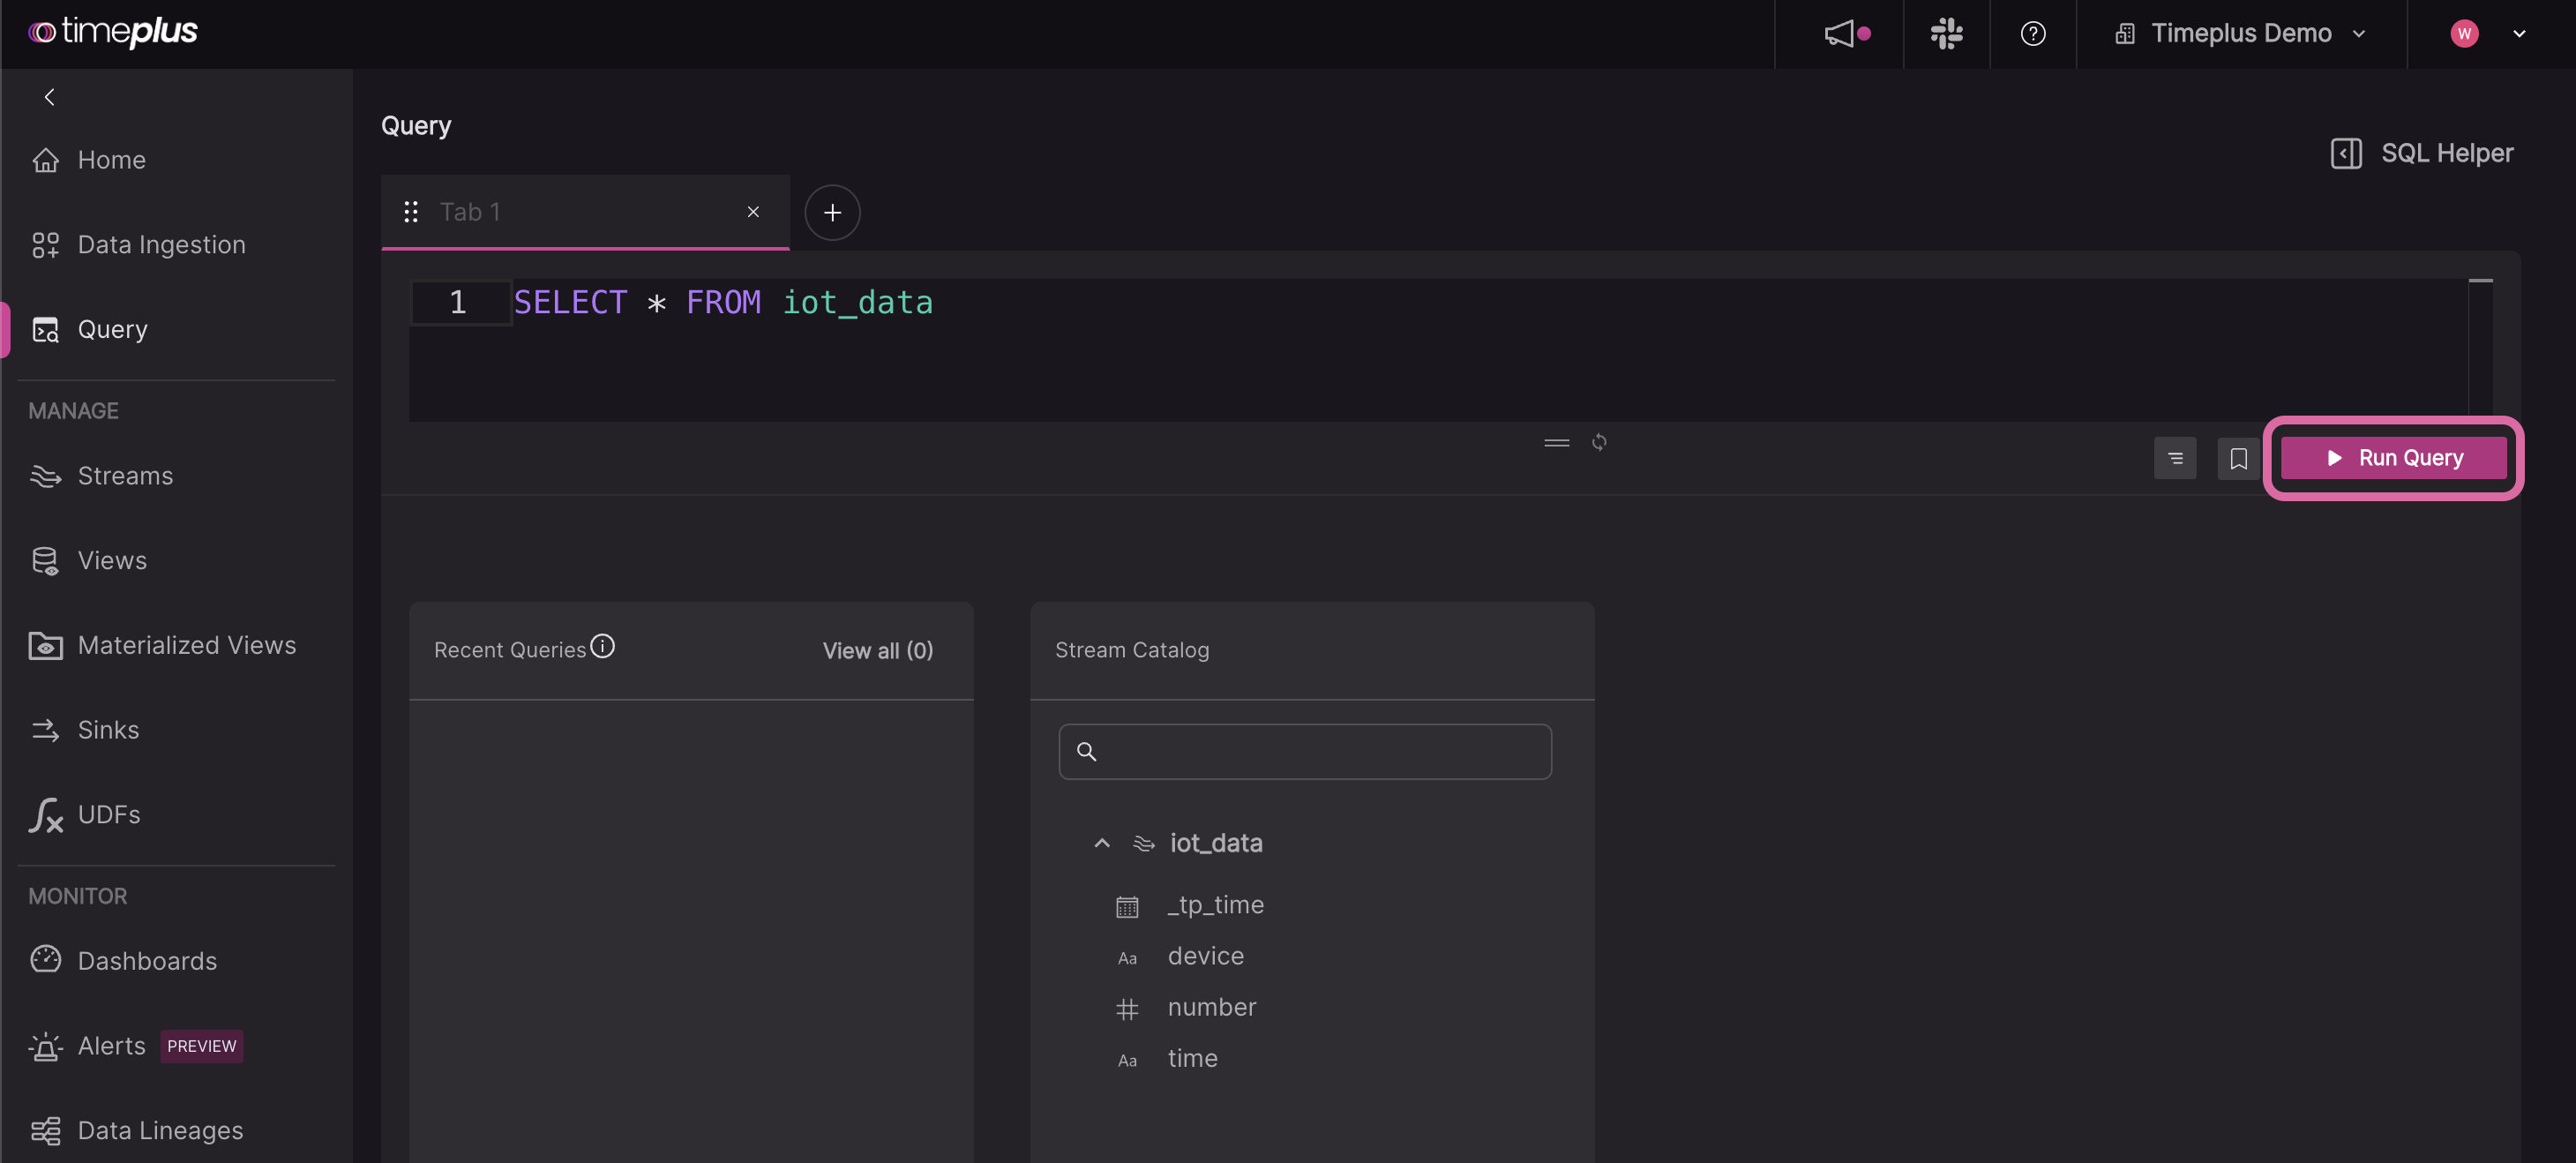 timeplus
Timeplus Demo
W
Home
Data Ingestion
Query
MANAGE
Streams
Views
Materialized Views
Sinks
UDFs
MONITOR
Dashboards
Alerts PREVIEW
Data Lineages
Query
SQL Helper
Tab 1
1 SELECT * FROM iot_data
Run Query
Recent Queries
View all (0)
Stream Catalog
iot_data
_tp_time
Aa device
number
Aa time